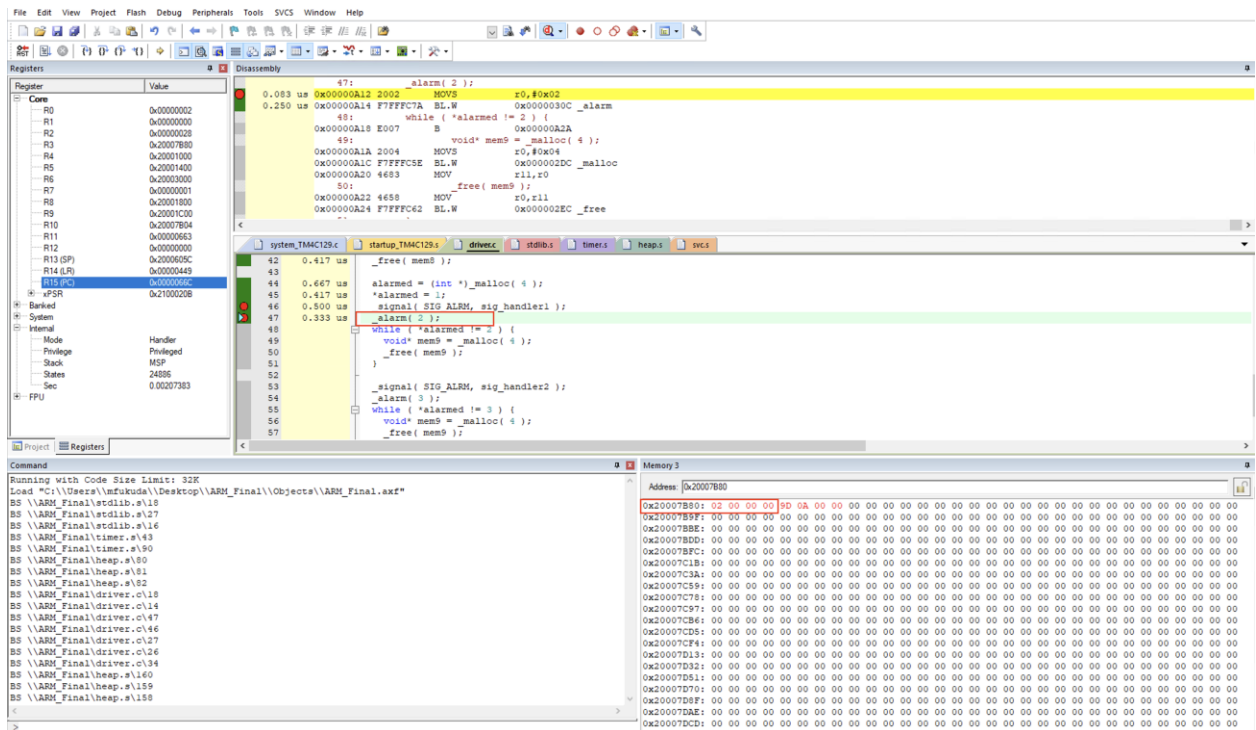 File Edit View Project Flash Debug Peripherals Tools SVCS Window Help
Registers
Register Value
Core
R0 0x00000002
R1 0x00000000
R2 0x00000028
R3 0x20007B80
R4 0x20001000
R5 0x20001400
R6 0x20003000
R7 0x00000001
R8 0x20001800
R9 0x20001C00
R10 0x20007B04
R11 0x00000663
R12 0x00000000
R13 (SP) 0x2000605C
R14 (LR) 0x00000449
R15 (PC) 0x0000066C
xPSR 0x2100020B
Banked
System
Internal
Mode Handler
Privilege Privileged
Stack MSP
States 24886
Sec 0.00207383
FPU
Project Registers
Disassembly
47: _alarm( 2 );
0.083 us 0x00000A12 2002 MOVS r0,#0x02
0.250 us 0x00000A14 F7FFFC7A BL.W 0x0000030C _alarm
48: while ( *alarmed != 2 ) {
0x00000A18 E007 B 0x00000A2A
49: void* mem9 = _malloc( 4 );
0x00000A1A 2004 MOVS r0,#0x04
0x00000A1C F7FFFC5E BL.W 0x000002DC _malloc
0x00000A20 4683 MOV r11,r0
50: _free( mem9 );
0x00000A22 4658 MOV r0,r11
0x00000A24 F7FFFC62 BL.W 0x000002EC _free
system_TM4C129.c startup_TM4C129.s driver.c stdlib.s timer.s heap.s svc.s
42 0.417 us _free( mem8 );
43
44 0.667 us alarmed = (int *)_malloc( 4 );
45 0.417 us *alarmed = 1;
46 0.500 us _signal( SIG_ALRM, sig_handler1 );
47 0.333 us _alarm( 2 );
48 while ( *alarmed != 2 ) {
49 void* mem9 = _malloc( 4 );
50 _free( mem9 );
51 }
52
53 _signal( SIG_ALRM, sig_handler2 );
54 _alarm( 3 );
55 while ( *alarmed != 3 ) {
56 void* mem9 = _malloc( 4 );
57 _free( mem9 );
Command
Running with Code Size Limit: 32K
Load "C:\\Users\\mfukuda\\Desktop\\ARM_Final\\Objects\\ARM_Final.axf"
BS \\ARM_Final\stdlib.s\18
BS \\ARM_Final\stdlib.s\27
BS \\ARM_Final\stdlib.s\16
BS \\ARM_Final\timer.s\43
BS \\ARM_Final\timer.s\90
BS \\ARM_Final\heap.s\80
BS \\ARM_Final\heap.s\81
BS \\ARM_Final\heap.s\82
BS \\ARM_Final\driver.c\18
BS \\ARM_Final\driver.c\14
BS \\ARM_Final\driver.c\47
BS \\ARM_Final\driver.c\46
BS \\ARM_Final\driver.c\27
BS \\ARM_Final\driver.c\26
BS \\ARM_Final\driver.c\34
BS \\ARM_Final\heap.s\160
BS \\ARM_Final\heap.s\159
BS \\ARM_Final\heap.s\158
>
Memory 3
Address: 0x20007B80
0x20007B80: 02 00 00 00 9D 0A 00 00 00 00 00 00 00 00 00 00 00 00 00 00 00 00 00 00 00 00 00 00 00 00 00
0x20007B9F: 00 00 00 00 00 00 00 00 00 00 00 00 00 00 00 00 00 00 00 00 00 00 00 00 00 00 00 00 00 00 00
0x20007BBE: 00 00 00 00 00 00 00 00 00 00 00 00 00 00 00 00 00 00 00 00 00 00 00 00 00 00 00 00 00 00 00
0x20007BDD: 00 00 00 00 00 00 00 00 00 00 00 00 00 00 00 00 00 00 00 00 00 00 00 00 00 00 00 00 00 00 00
0x20007BFC: 00 00 00 00 00 00 00 00 00 00 00 00 00 00 00 00 00 00 00 00 00 00 00 00 00 00 00 00 00 00 00
0x20007C1B: 00 00 00 00 00 00 00 00 00 00 00 00 00 00 00 00 00 00 00 00 00 00 00 00 00 00 00 00 00 00 00
0x20007C3A: 00 00 00 00 00 00 00 00 00 00 00 00 00 00 00 00 00 00 00 00 00 00 00 00 00 00 00 00 00 00 00
0x20007C59: 00 00 00 00 00 00 00 00 00 00 00 00 00 00 00 00 00 00 00 00 00 00 00 00 00 00 00 00 00 00 00
0x20007C78: 00 00 00 00 00 00 00 00 00 00 00 00 00 00 00 00 00 00 00 00 00 00 00 00 00 00 00 00 00 00 00
0x20007C97: 00 00 00 00 00 00 00 00 00 00 00 00 00 00 00 00 00 00 00 00 00 00 00 00 00 00 00 00 00 00 00
0x20007CB6: 00 00 00 00 00 00 00 00 00 00 00 00 00 00 00 00 00 00 00 00 00 00 00 00 00 00 00 00 00 00 00
0x20007CD5: 00 00 00 00 00 00 00 00 00 00 00 00 00 00 00 00 00 00 00 00 00 00 00 00 00 00 00 00 00 00 00
0x20007CF4: 00 00 00 00 00 00 00 00 00 00 00 00 00 00 00 00 00 00 00 00 00 00 00 00 00 00 00 00 00 00 00
0x20007D13: 00 00 00 00 00 00 00 00 00 00 00 00 00 00 00 00 00 00 00 00 00 00 00 00 00 00 00 00 00 00 00
0x20007D32: 00 00 00 00 00 00 00 00 00 00 00 00 00 00 00 00 00 00 00 00 00 00 00 00 00 00 00 00 00 00 00
0x20007D51: 00 00 00 00 00 00 00 00 00 00 00 00 00 00 00 00 00 00 00 00 00 00 00 00 00 00 00 00 00 00 00
0x20007D70: 00 00 00 00 00 00 00 00 00 00 00 00 00 00 00 00 00 00 00 00 00 00 00 00 00 00 00 00 00 00 00
0x20007D8F: 00 00 00 00 00 00 00 00 00 00 00 00 00 00 00 00 00 00 00 00 00 00 00 00 00 00 00 00 00 00 00
0x20007DAE: 00 00 00 00 00 00 00 00 00 00 00 00 00 00 00 00 00 00 00 00 00 00 00 00 00 00 00 00 00 00 00
0x20007DCD: 00 00 00 00 00 00 00 00 00 00 00 00 00 00 00 00 00 00 00 00 00 00 00 00 00 00 00 00 00 00 00